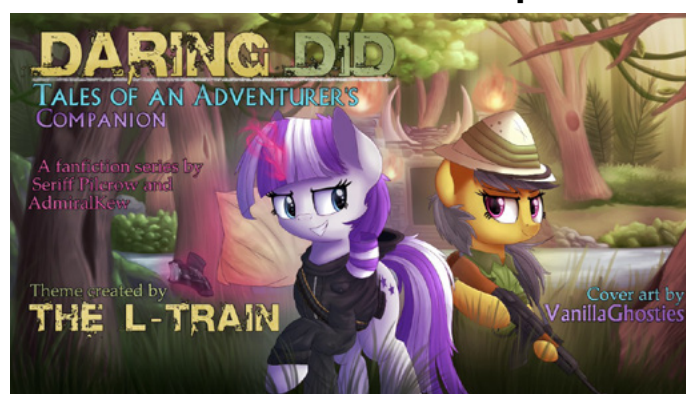 DARING DID
TALES OF AN ADVENTURER'S
COMPANION
A fanfiction series by
Seriff Pilcrow and
AdmiralKew
Theme created by
THE L-TRAIN
Cover art by
VanillaGhosties